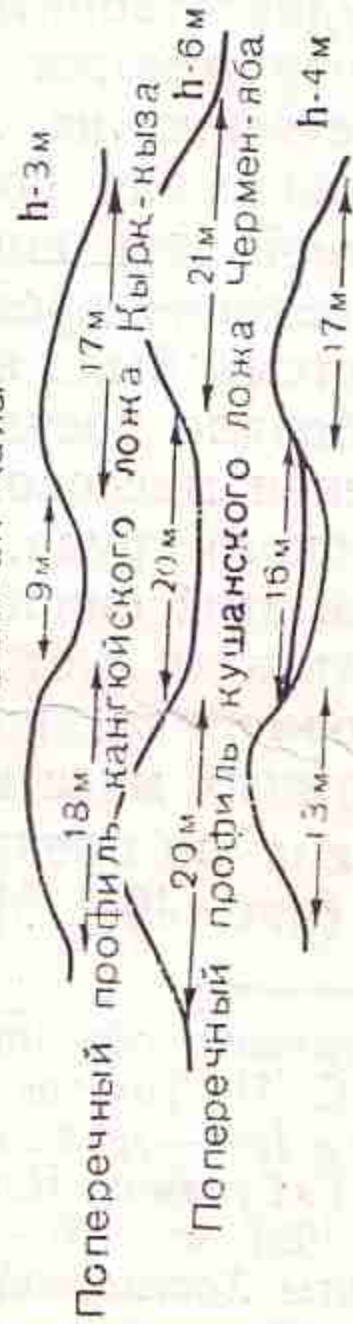 h-3м
9м
18м
17м
Поперечный профиль кангюйского ложа Кырк-кыза
h-6м
20м
20м
21м
Поперечный профиль кушанского ложа Чермен-яба
h-4м
16м
13м
17м